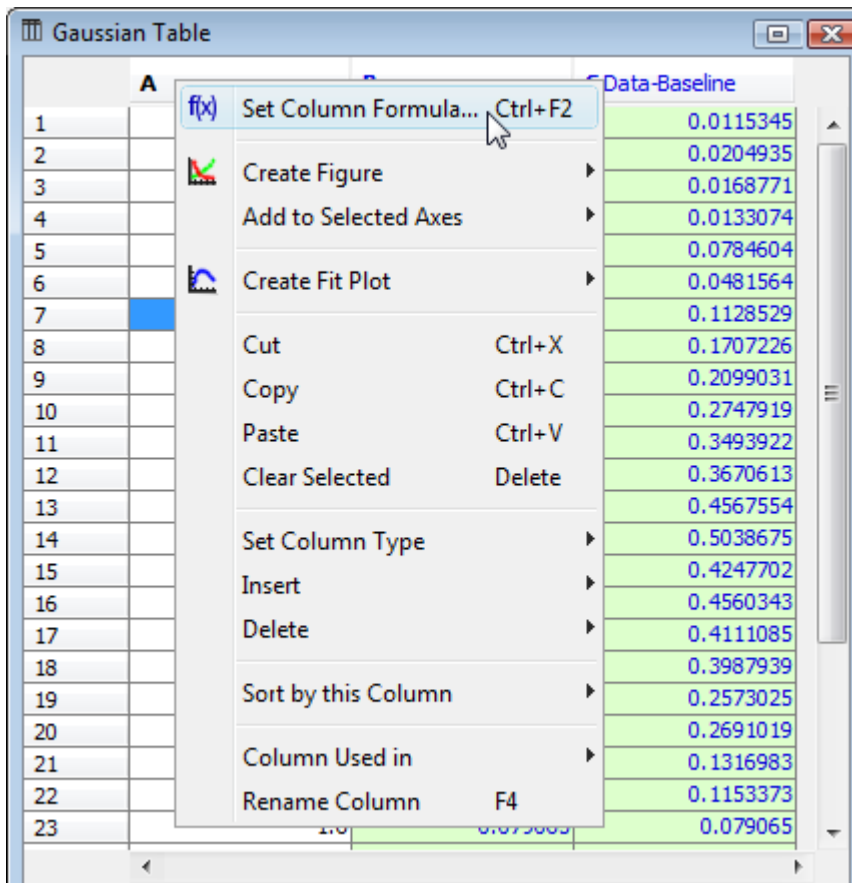 Gaussian Table
A
Data-Baseline
f(x) Set Column Formula... Ctrl+F2
Create Figure
Add to Selected Axes
Create Fit Plot
Cut Ctrl+X
Copy Ctrl+C
Paste Ctrl+V
Clear Selected Delete
Set Column Type
Insert
Delete
Sort by this Column
Column Used in
Rename Column F4
1 0.0115345
2 0.0204935
3 0.0168771
4 0.0133074
5 0.0784604
6 0.0481564
7 0.1128529
8 0.1707226
9 0.2099031
10 0.2747919
11 0.3493922
12 0.3670613
13 0.4567554
14 0.5038675
15 0.4247702
16 0.4560343
17 0.4111085
18 0.3987939
19 0.2573025
20 0.2691019
21 0.1316983
22 0.1153373
23 0.079065